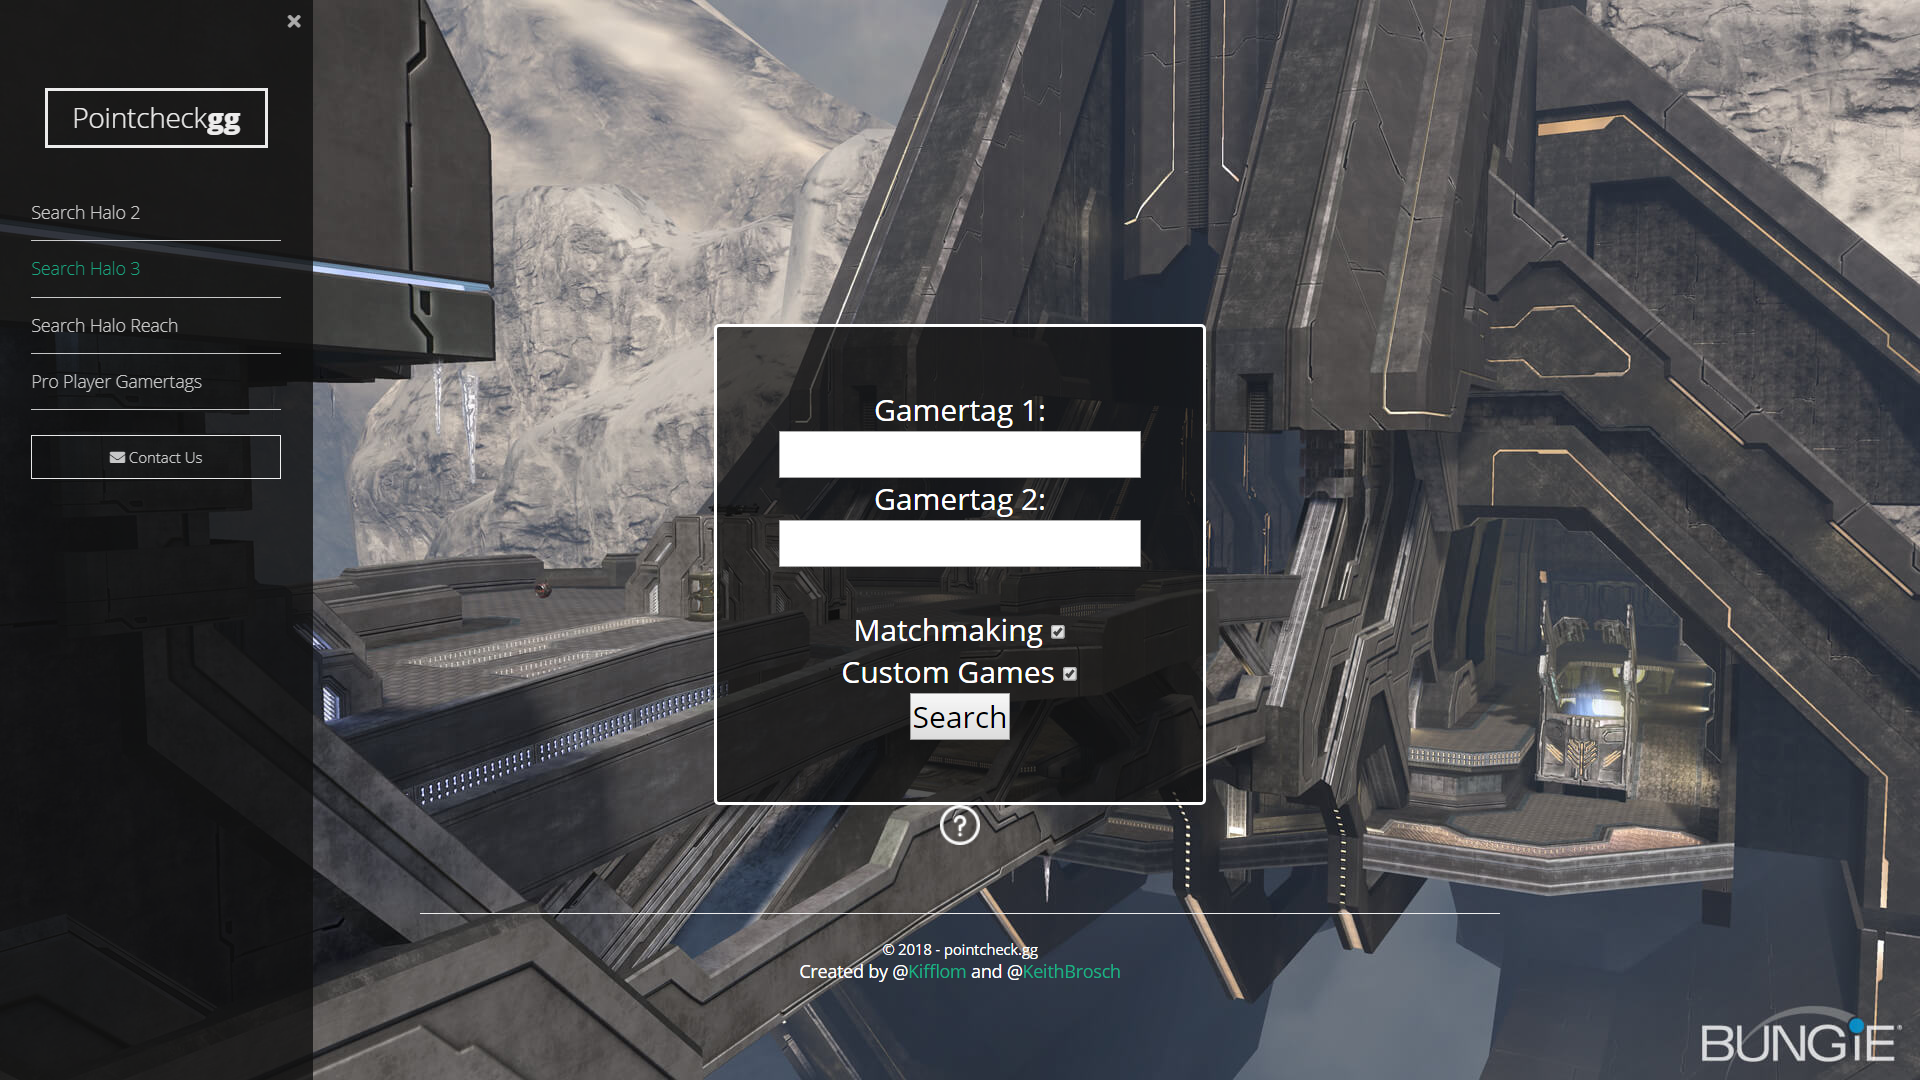 Pointcheckgg
Search Halo 2
Search Halo 3
Search Halo Reach
Pro Player Gamertags
Contact Us
Gamertag 1:
Gamertag 2:
Matchmaking
Custom Games
Search
?
© 2018 - pointcheck.gg
Created by @Kifflom and @KeithBrosch
BUNGiE